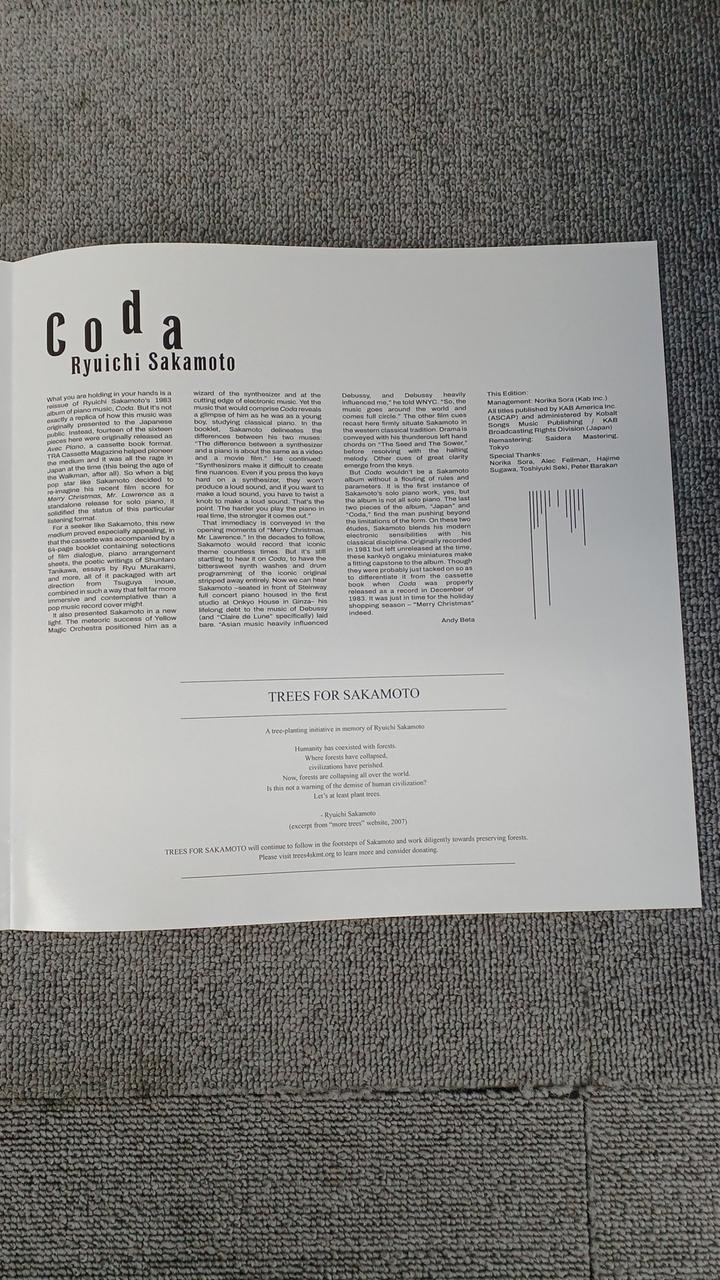 Coda
Ryuichi Sakamoto
What you are holding in your hands is a
reissue of Ryuichi Sakamoto's 1983
album of piano music, Coda. But it's not
exactly a replica of how this music was
originally presented to the Japanese
public. Instead, fourteen of the sixteen
pieces here were originally released as
Avec Piano, a cassette book format.
TRA Cassette Magazine helped pioneer
the medium and it was all the rage in
Japan at the time (this being the age of
the Walkman, after all). So when a big
pop star like Sakamoto decided to
re-imagine his recent film score for
Merry Christmas, Mr. Lawrence as a
standalone release for solo piano, it
solidified the status of this particular
listening format.
For a seeker like Sakamoto, this new
medium proved especially appealing, in
that the cassette was accompanied by a
64-page booklet containing selections
of film dialogue, piano arrangement
sheets, the poetic writings of Shuntaro
Tanikawa, essays by Ryu Murakami,
and more, all of it packaged with art
direction from Tsuguya Inoue,
combined in such a way that felt far more
immersive and contemplative than a
pop music record cover might.
It also presented Sakamoto in a new
light. The meteoric success of Yellow
Magic Orchestra positioned him as a
wizard of the synthesizer and at the
cutting edge of electronic music. Yet the
music that would comprise Coda reveals
a glimpse of him as he was as a young
boy, studying classical piano. In the
booklet, Sakamoto delineates the
differences between his two muses:
"The difference between a synthesizer
and a piano is about the same as a video
and a movie film." He continued:
"Synthesizers make it difficult to create
fine nuances. Even if you press the keys
hard on a synthesizer, they won't
produce a loud sound, and if you want to
make a loud sound, you have to twist a
knob to make a loud sound. That's the
point. The harder you play the piano in
real time, the stronger it comes out."
That immediacy is conveyed in the
opening moments of "Merry Christmas,
Mr. Lawrence." In the decades to follow,
Sakamoto would record that iconic
theme countless times. But it's still
startling to hear it on Coda, to have the
bittersweet synth washes and drum
programming of the iconic original
stripped away entirely. Now we can hear
Sakamoto –seated in front of Steinway
full concert piano housed in the first
studio at Onkyo House in Ginza– his
lifelong debt to the music of Debussy
(and "Claire de Lune" specifically) laid
bare. "Asian music heavily influenced
Debussy, and Debussy heavily
influenced me," he told WNYC. "So, the
music goes around the world and
comes full circle." The other film cues
recast here firmly situate Sakamoto in
the western classical tradition. Drama is
conveyed with his thunderous left hand
chords on "The Seed and The Sower,"
before resolving with the halting
melody. Other cues of great clarity
emerge from the keys.
But Coda wouldn't be a Sakamoto
album without a flouting of rules and
parameters. It is the first instance of
Sakamoto's solo piano work, yes, but
the album is not all solo piano. The last
two pieces of the album, "Japan" and
"Coda," find the man pushing beyond
the limitations of the form. On these two
études, Sakamoto blends his modern
electronic sensibilities with his
classical discipline. Originally recorded
in 1981 but left unreleased at the time,
these kankyō ongaku miniatures make
a fitting capstone to the album. Though
they were probably just tacked on so as
to differentiate it from the cassette
book when Coda was properly
released as a record in December of
1983. It was just in time for the holiday
shopping season – "Merry Christmas"
indeed.
Andy Beta
This Edition:
Management: Norika Sora (Kab Inc.)
All titles published by KAB America Inc.
(ASCAP) and administered by Kobalt
Songs Music Publishing / KAB
Broadcasting Rights Division (Japan)
Remastering: Saidera Mastering,
Tokyo
Special Thanks:
Norika Sora, Alec Fellman, Hajime
Sugawa, Toshiyuki Seki, Peter Barakan
TREES FOR SAKAMOTO
A tree-planting initiative in memory of Ryuichi Sakamoto
Humanity has coexisted with forests.
Where forests have collapsed,
civilizations have perished.
Now, forests are collapsing all over the world.
Is this not a warning of the demise of human civilization?
Let's at least plant trees.
- Ryuichi Sakamoto
(excerpt from "more trees" website, 2007)
TREES FOR SAKAMOTO will continue to follow in the footsteps of Sakamoto and work diligently towards preserving forests.
Please visit trees4skmt.org to learn more and consider donating.